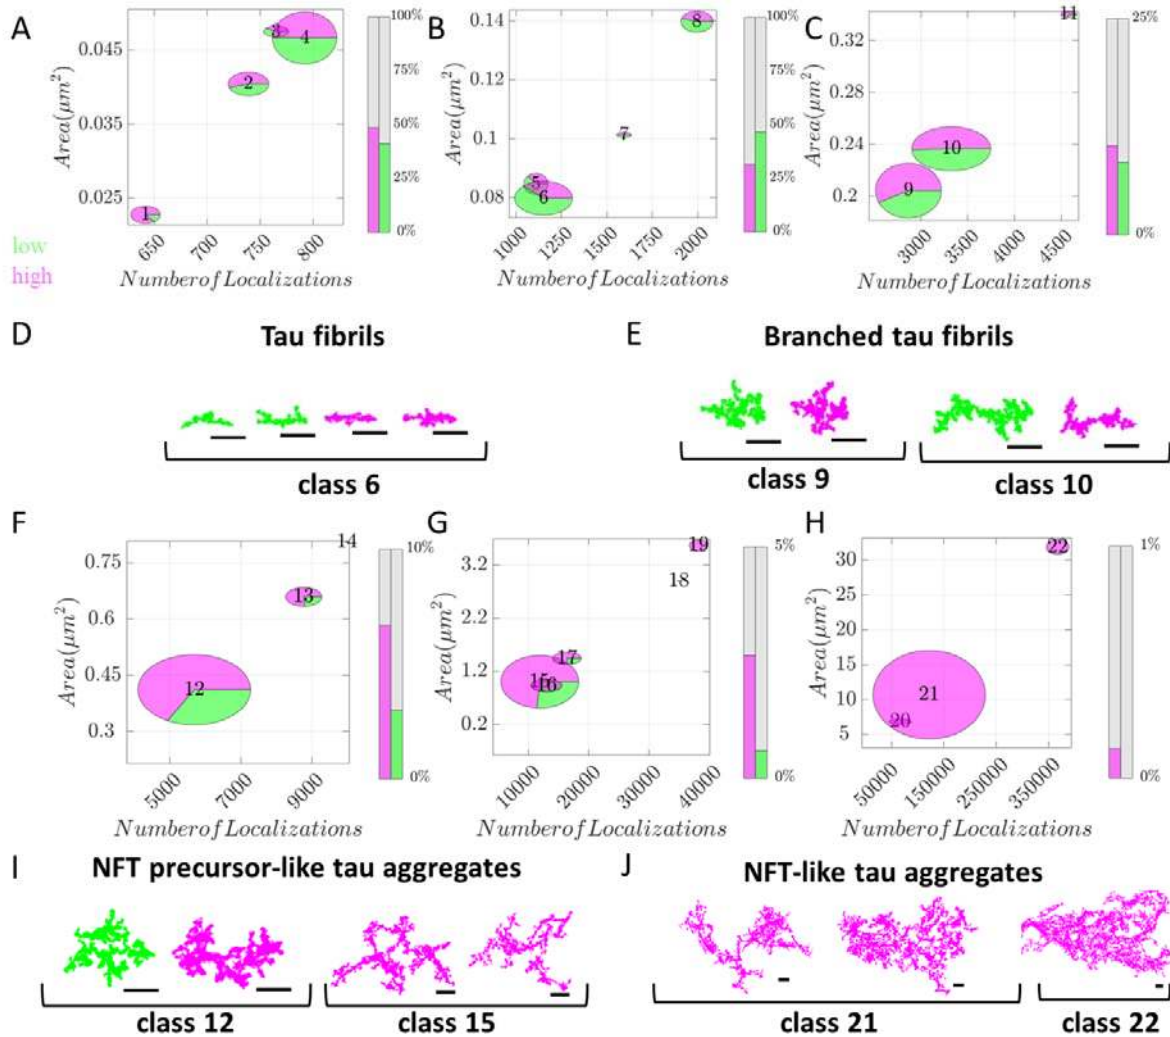 A
0.045
0.035
0.025
Area(μm²)
1
2
3
4
650
700
750
800
Number of Localizations
100%
75%
50%
25%
0%
low
high
B
0.14
0.12
0.1
0.08
Area(μm²)
5
6
7
8
1000
1250
1500
1750
2000
Number of Localizations
100%
75%
50%
25%
0%
C
0.32
0.28
0.24
0.2
Area(μm²)
9
10
11
3000
3500
4000
4500
Number of Localizations
25%
0%
D
Tau fibrils
class 6
E
Branched tau fibrils
class 9
class 10
F
0.75
0.6
0.45
0.3
Area(μm²)
12
13
14
5000
7000
9000
Number of Localizations
10%
0%
G
3.2
2.2
1.2
0.2
Area(μm²)
15
16
17
18
19
10000
20000
30000
40000
Number of Localizations
5%
0%
H
30
25
20
15
10
5
Area(μm²)
20
21
22
50000
150000
250000
350000
Number of Localizations
1%
0%
I
NFT precursor-like tau aggregates
class 12
class 15
J
NFT-like tau aggregates
class 21
class 22